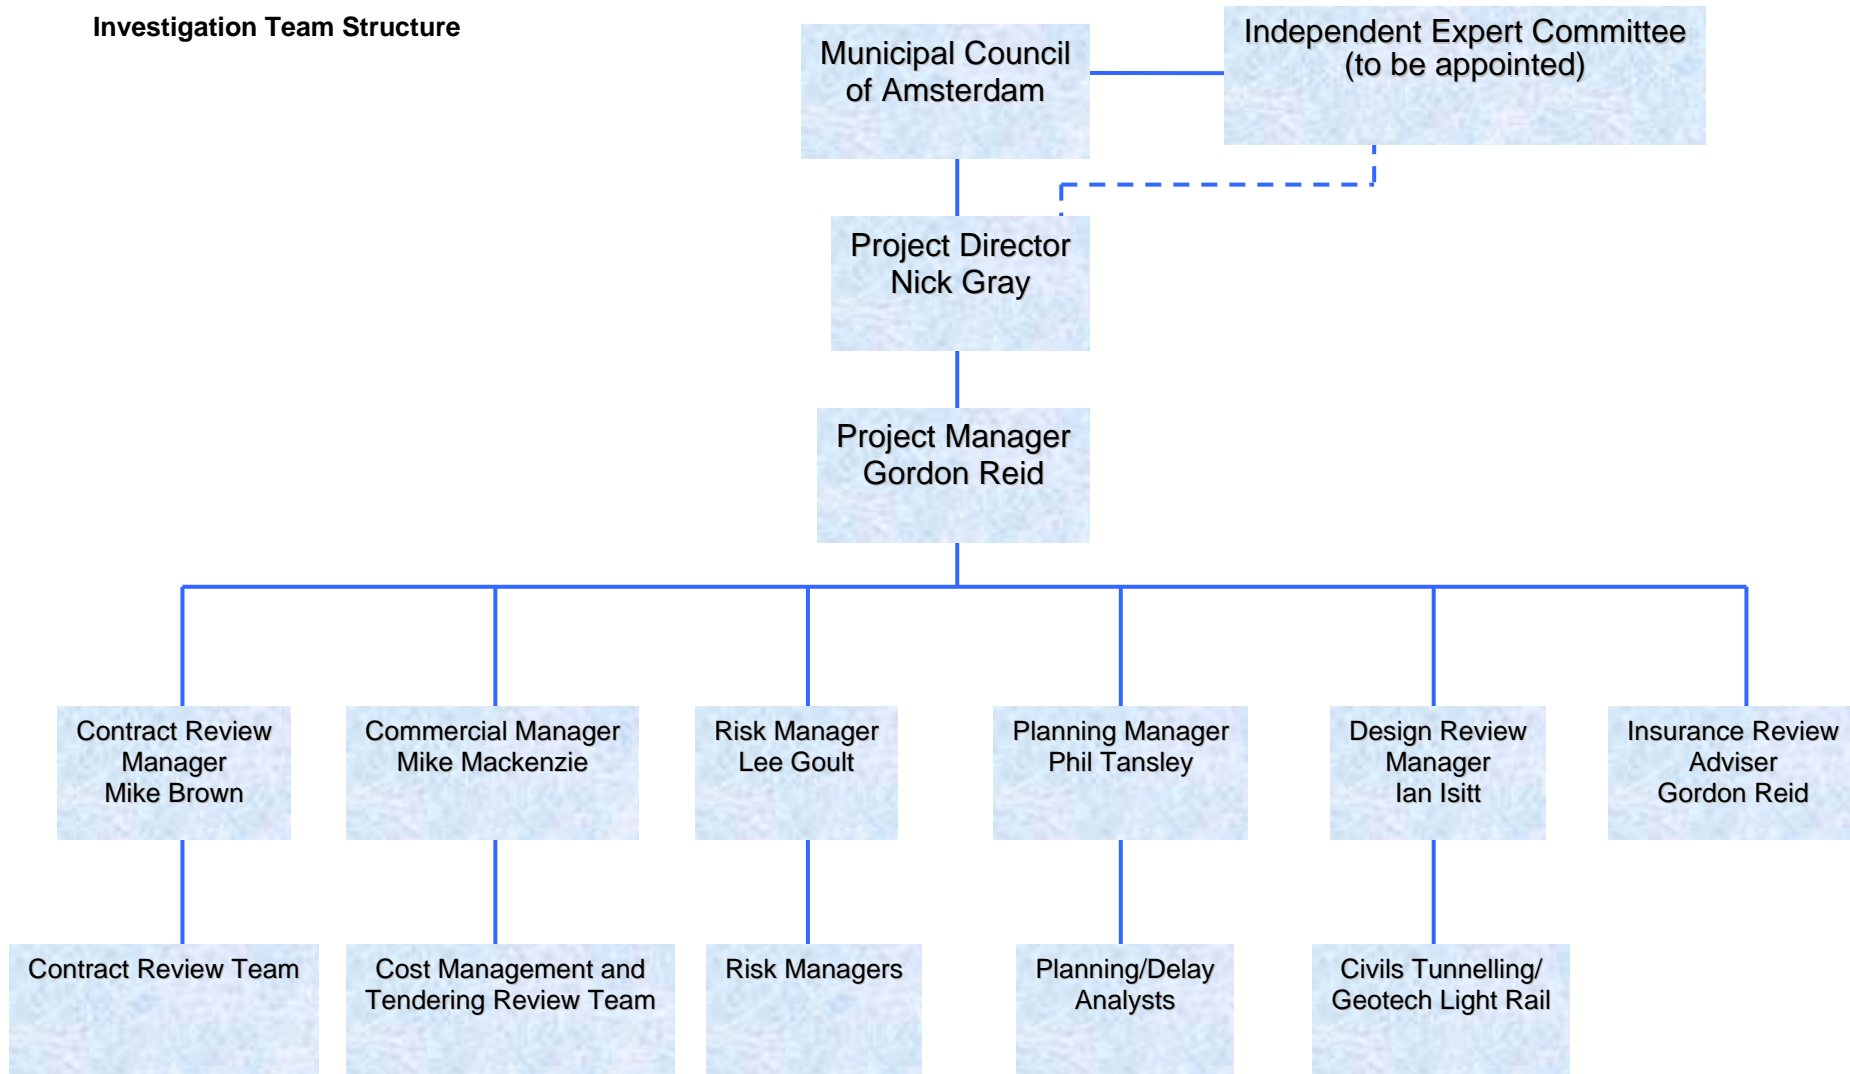 Investigation Team Structure
Municipal Council
of Amsterdam
Independent Expert Committee
(to be appointed)
Project Director
Nick Gray
Project Manager
Gordon Reid
Contract Review
Manager
Mike Brown
Commercial Manager
Mike Mackenzie
Risk Manager
Lee Goult
Planning Manager
Phil Tansley
Design Review
Manager
Ian Isitt
Insurance Review
Adviser
Gordon Reid
Contract Review Team
Cost Management and
Tendering Review Team
Risk Managers
Planning/Delay
Analysts
Civils Tunnelling/
Geotech Light Rail